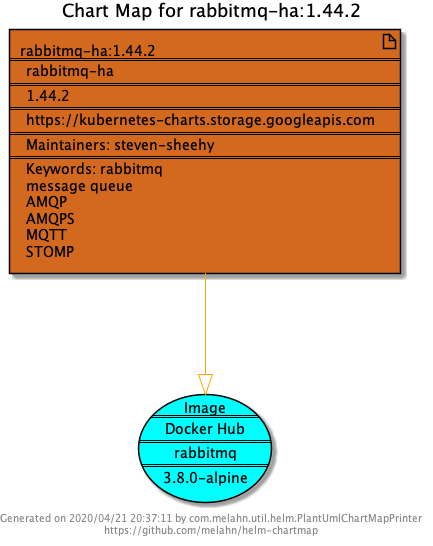 Chart Map for rabbitmq-ha:1.44.2
rabbitmq-ha:1.44.2
rabbitmq-ha
1.44.2
https://kubernetes-charts.storage.googleapis.com
Maintainers: steven-sheehy
Keywords: rabbitmq
message queue
AMQP
AMQPS
MQTT
STOMP
Image
Docker Hub
rabbitmq
3.8.0-alpine
Generated on 2020/04/21 20:37:11 by com.melahn.util.helm.PlantUmlChartMapPrinter
https://github.com/melahn/helm-chartmap